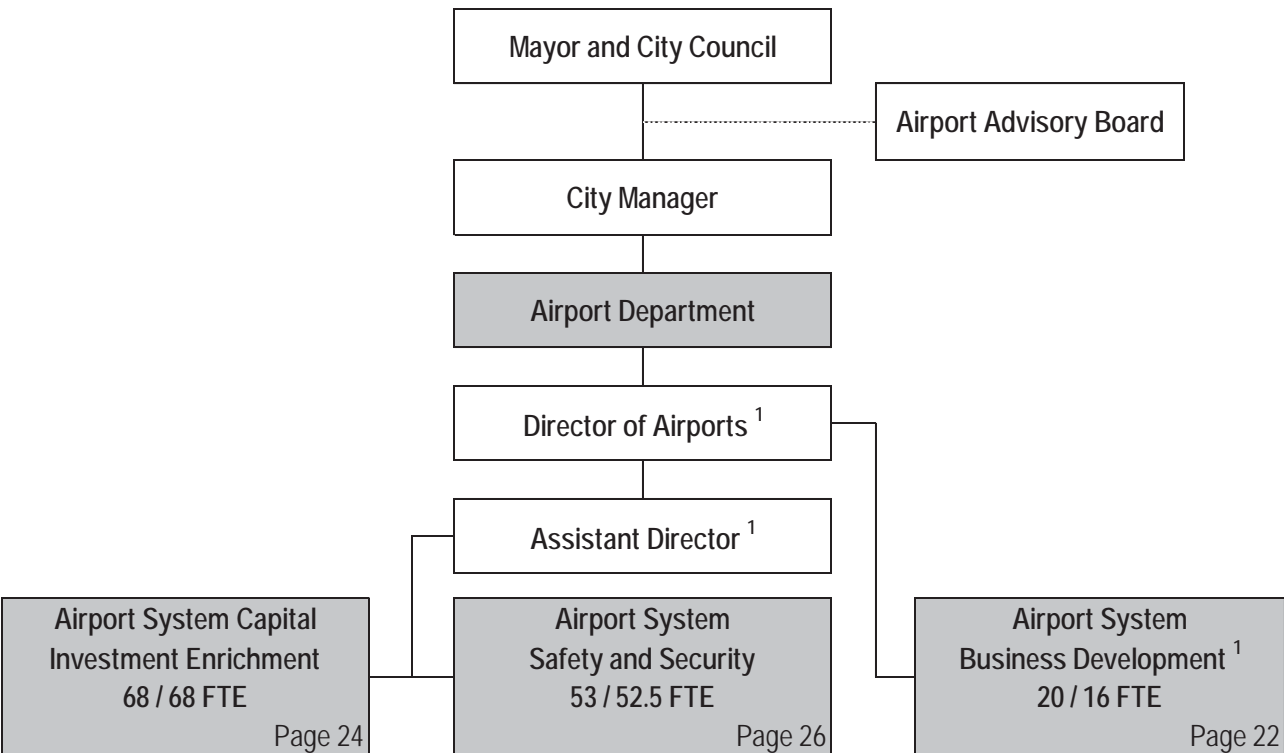 Mayor and City Council
Airport Advisory Board
City Manager
Airport Department
Director of Airports 1
Assistant Director 1
Airport System Capital
Investment Enrichment
68 / 68 FTE
Page 24
Airport System
Safety and Security
53 / 52.5 FTE
Page 26
Airport System
Business Development 1
20 / 16 FTE
Page 22